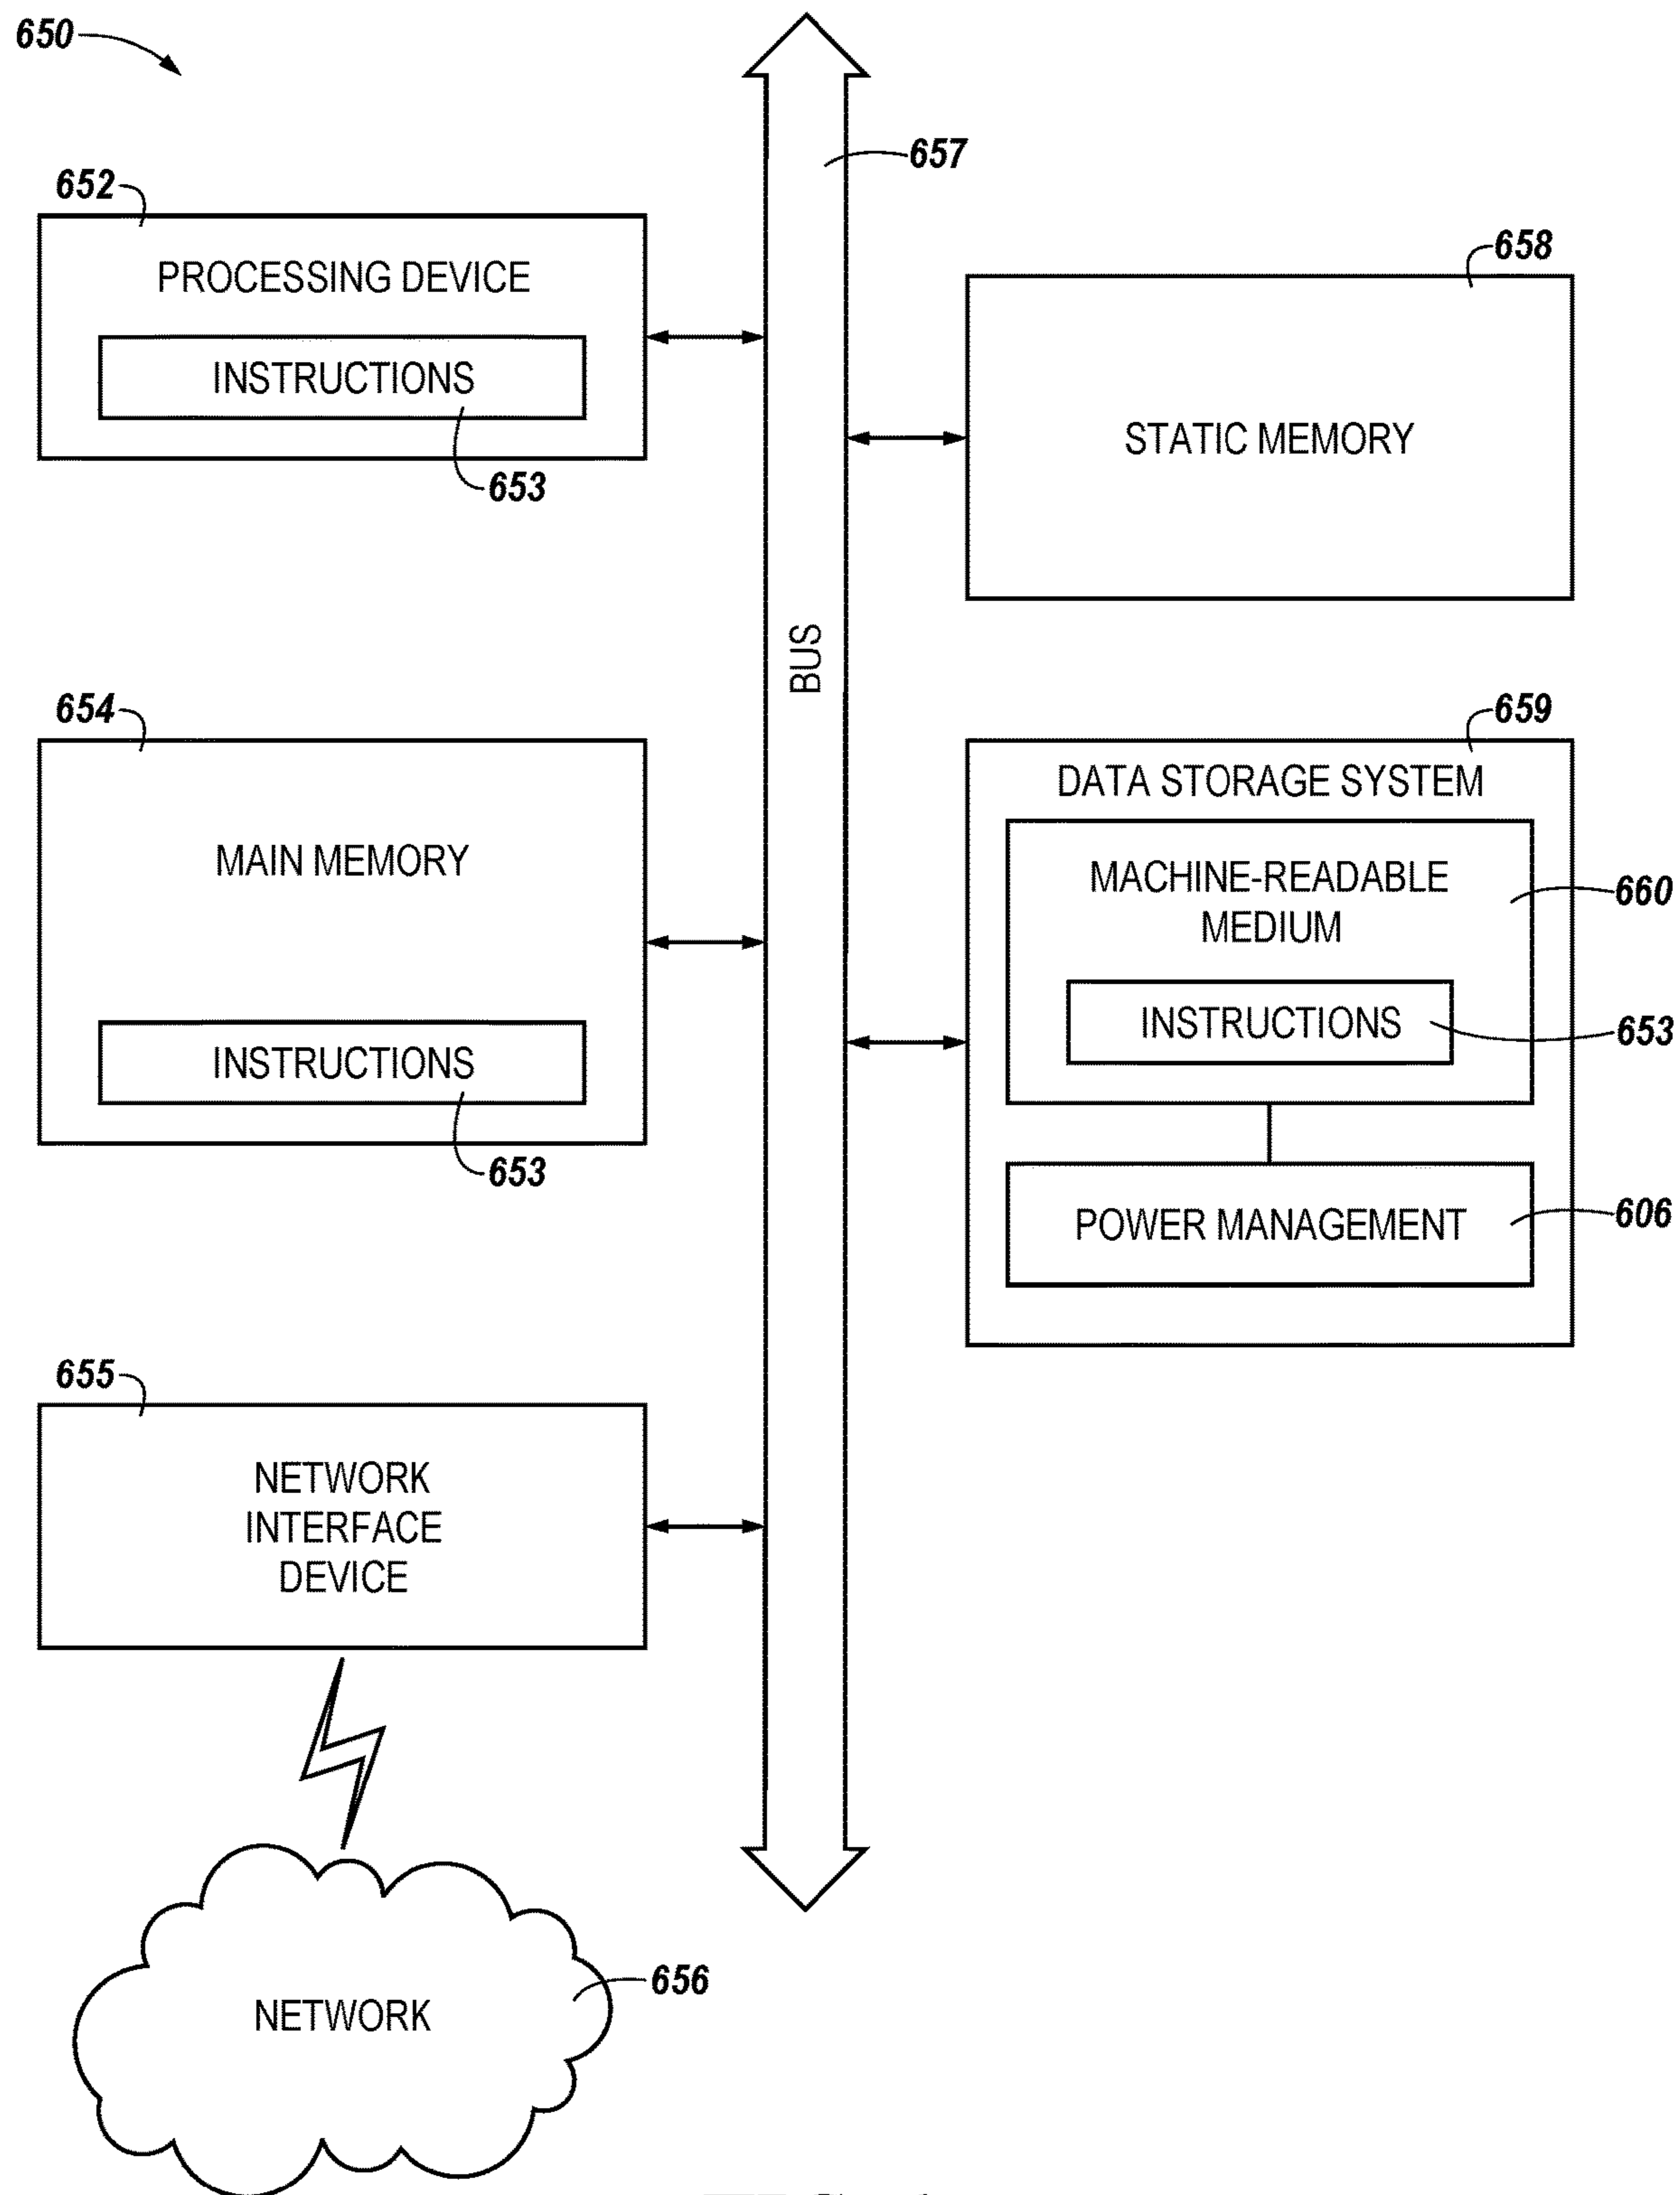 650
657
652
PROCESSING DEVICE
INSTRUCTIONS
653
658
STATIC MEMORY
BUS
654
MAIN MEMORY
INSTRUCTIONS
653
659
DATA STORAGE SYSTEM
MACHINE-READABLE
MEDIUM
660
INSTRUCTIONS
653
POWER MANAGEMENT
606
655
NETWORK
INTERFACE
DEVICE
NETWORK
656